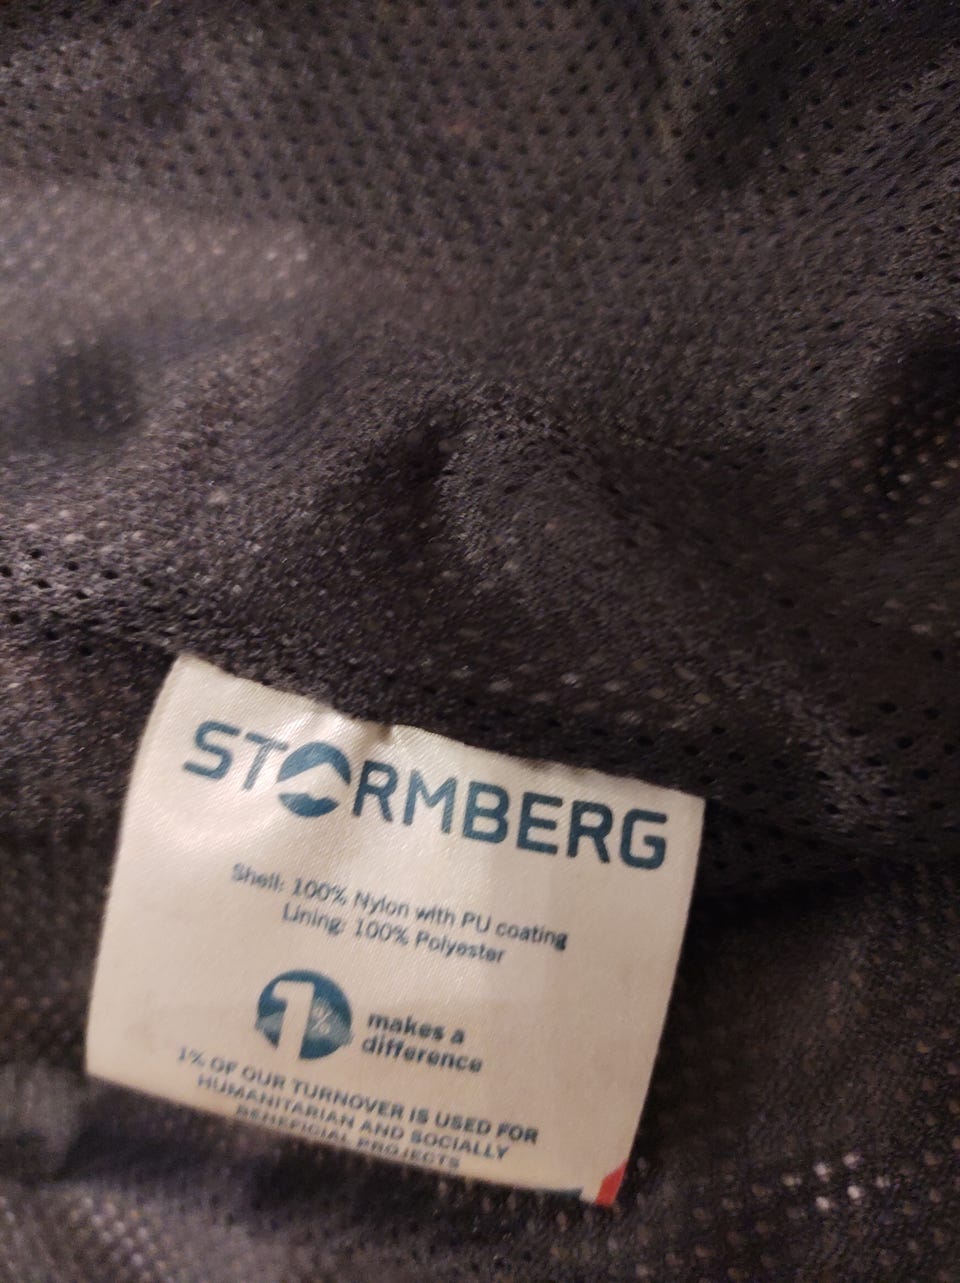 STORMBERG
Shell: 100% Nylon with PU coating
Lining: 100% Polyester
1%
makes a
difference
1% OF OUR TURNOVER IS USED FOR
HUMANITARIAN AND SOCIALLY
BENEFICIAL PROJECTS